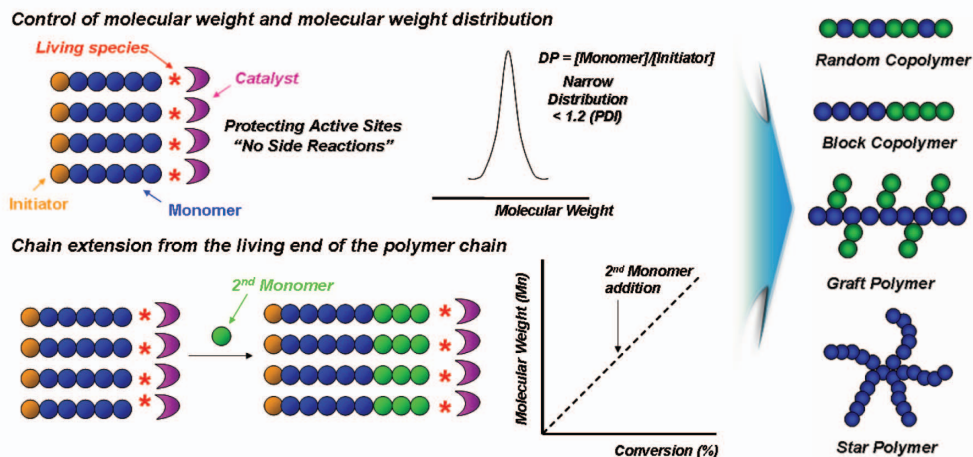 Control of molecular weight and molecular weight distribution
Living species
Catalyst
Protecting Active Sites
"No Side Reactions"
Initiator
Monomer
DP = [Monomer]/[Initiator]
Narrow
Distribution
< 1.2 (PDI)
Molecular Weight
Chain extension from the living end of the polymer chain
2nd Monomer
2nd Monomer
addition
Molecular Weight (Mn)
Conversion (%)
Random Copolymer
Block Copolymer
Graft Polymer
Star Polymer